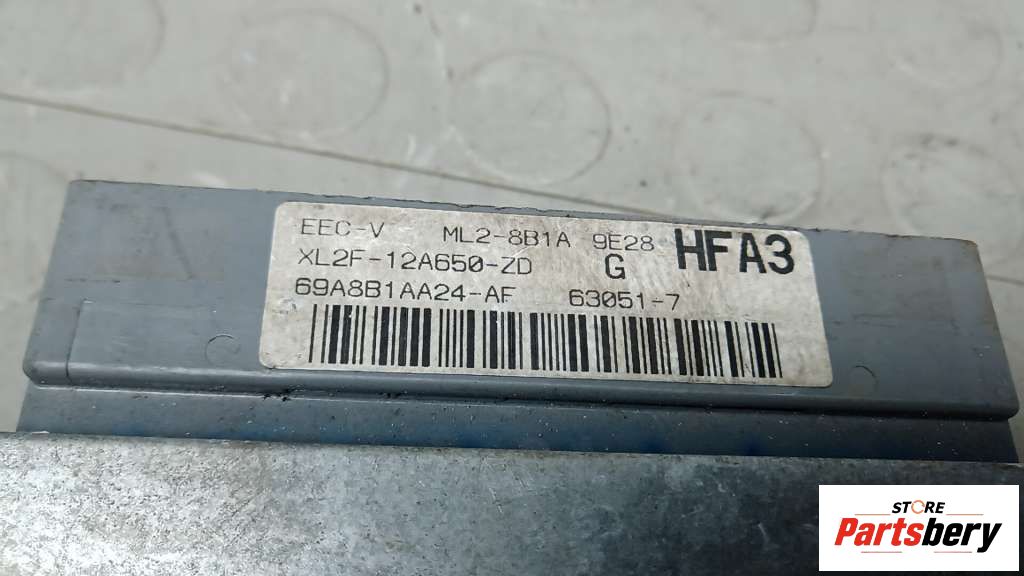 EEC-V ML2-8B1A 9E28 HFA3
XL2F-12A650-ZD G
69A8B1AA24-AF 63051-7
STORE
Partsbery